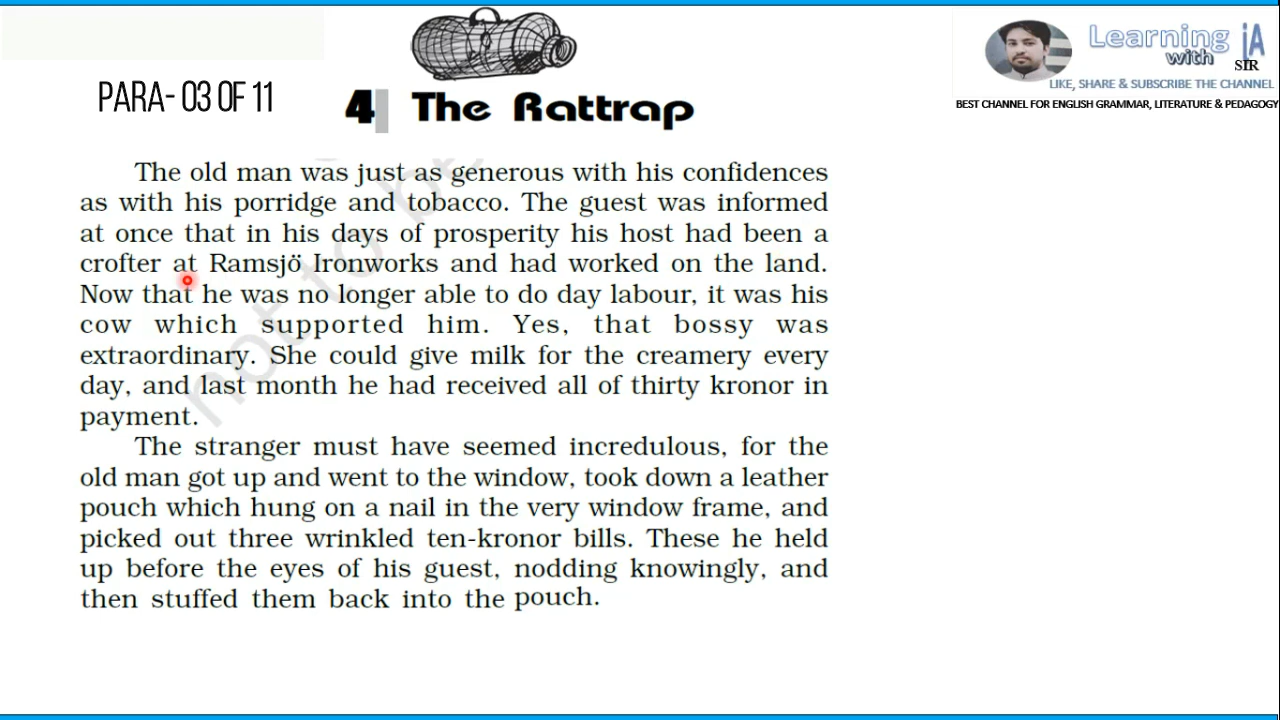 PARA- 03 OF 11
4 The Rattrap
Learning
with
iA
SIR
LIKE, SHARE & SUBSCRIBE THE CHANNEL
BEST CHANNEL FOR ENGLISH GRAMMAR, LITERATURE & PEDAGOGY
The old man was just as generous with his confidences
as with his porridge and tobacco. The guest was informed
at once that in his days of prosperity his host had been a
crofter at Ramsjö Ironworks and had worked on the land.
Now that he was no longer able to do day labour, it was his
cow which supported him. Yes, that bossy was
extraordinary. She could give milk for the creamery every
day, and last month he had received all of thirty kronor in
payment.
The stranger must have seemed incredulous, for the
old man got up and went to the window, took down a leather
pouch which hung on a nail in the very window frame, and
picked out three wrinkled ten-kronor bills. These he held
up before the eyes of his guest, nodding knowingly, and
then stuffed them back into the pouch.
not to be